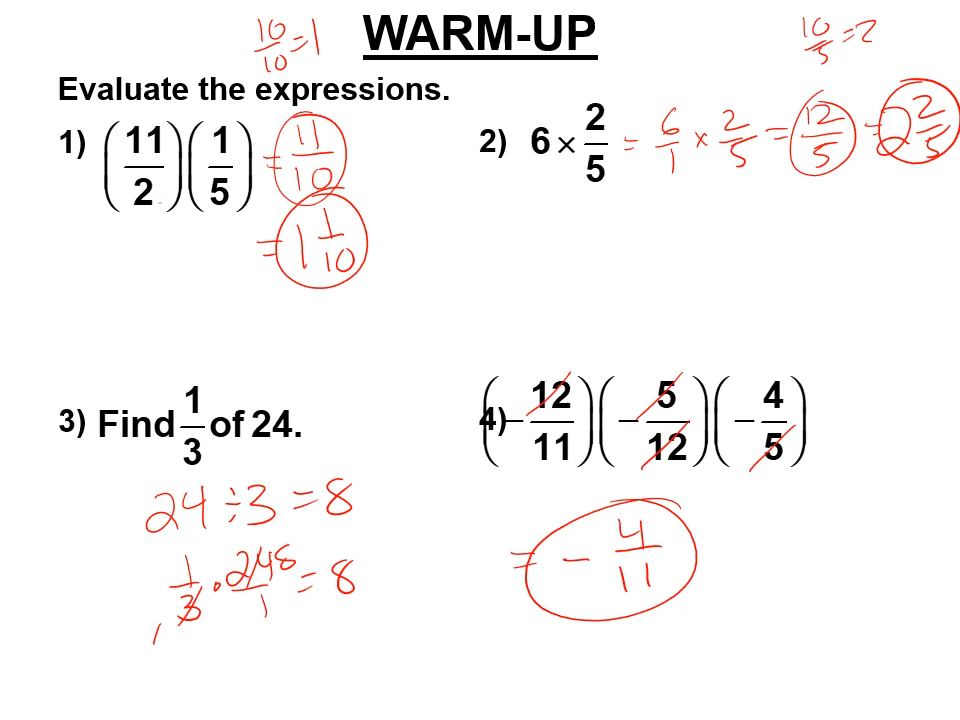 WARM-UP
10/10 = 1
10/5 = 2
Evaluate the expressions.
1) (11/2)(1/5) = 11/10
= 1 1/10
2) 6 × 2/5 = 6/1 × 2/5 = 12/5 = 2 2/5
3) Find 1/3 of 24.
24 ÷ 3 = 8
1/3 1 · 24 8/1 = 8
4) (-12/11)(-5/12)(-4/5)
= - 4/11